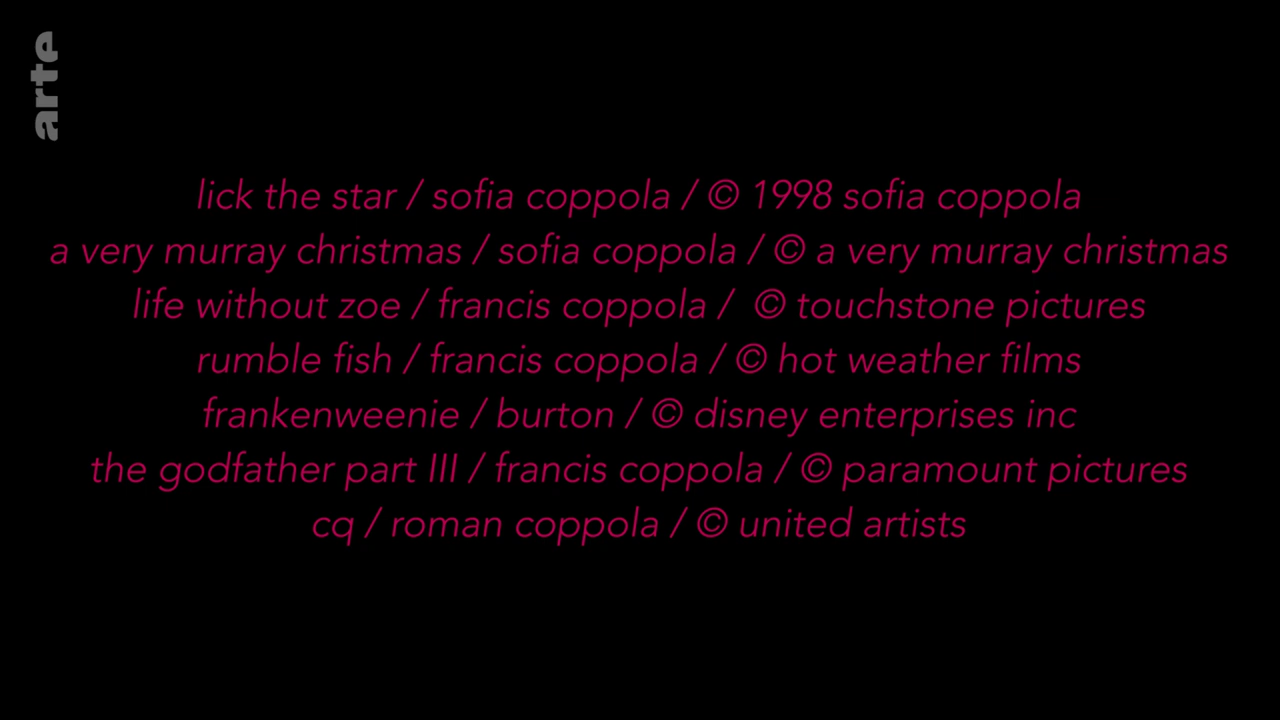 arte
lick the star / sofia coppola / © 1998 sofia coppola
a very murray christmas / sofia coppola / © a very murray christmas
life without zoe / francis coppola /  © touchstone pictures
rumble fish / francis coppola / © hot weather films
frankenweenie / burton / © disney enterprises inc
the godfather part III / francis coppola / © paramount pictures
cq / roman coppola / © united artists